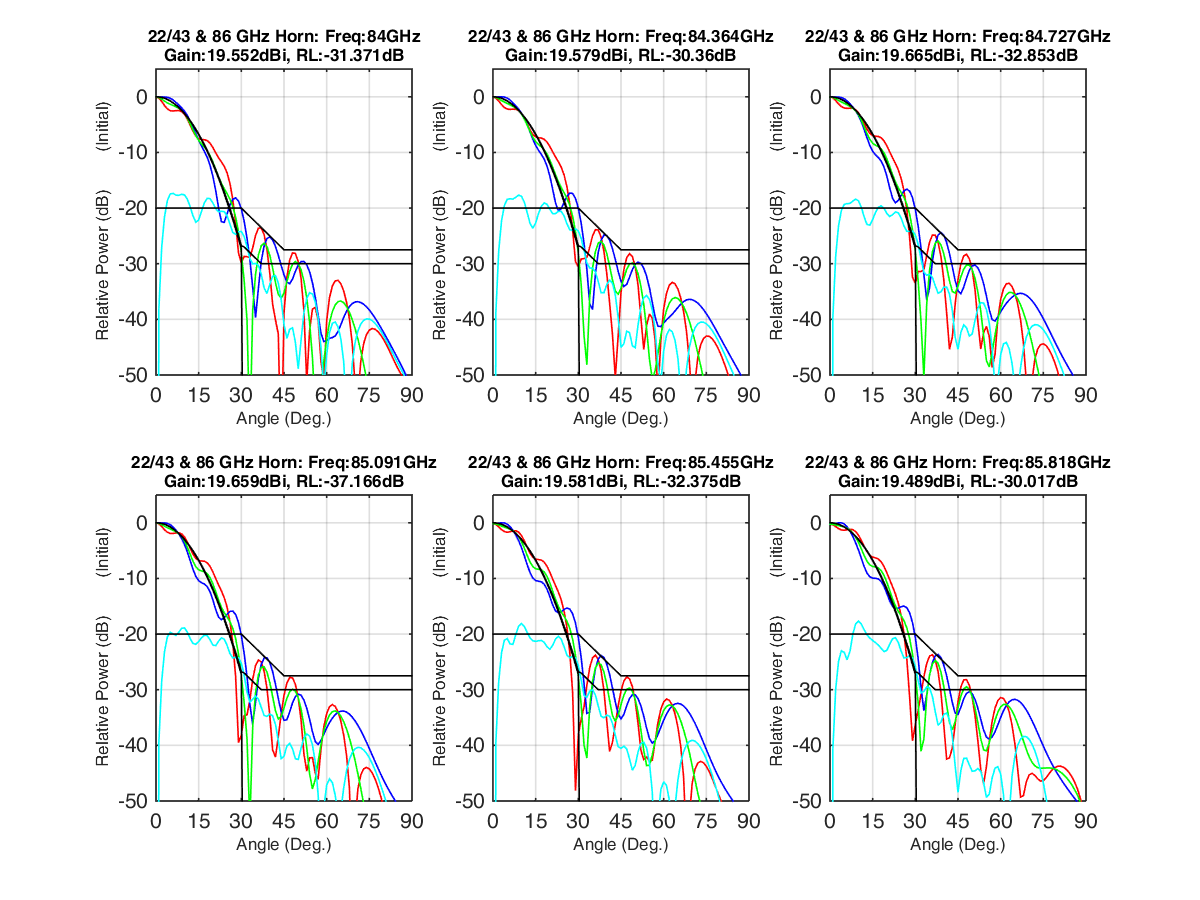 22/43 & 86 GHz Horn: Freq:84GHz
Gain:19.552dBi, RL:-31.371dB
0
-10
-20
-30
-40
-50
Relative Power (dB) (Initial)
0 15 30 45 60 75 90
Angle (Deg.)
22/43 & 86 GHz Horn: Freq:84.364GHz
Gain:19.579dBi, RL:-30.36dB
0
-10
-20
-30
-40
-50
Relative Power (dB) (Initial)
0 15 30 45 60 75 90
Angle (Deg.)
22/43 & 86 GHz Horn: Freq:84.727GHz
Gain:19.665dBi, RL:-32.853dB
0
-10
-20
-30
-40
-50
Relative Power (dB) (Initial)
0 15 30 45 60 75 90
Angle (Deg.)
22/43 & 86 GHz Horn: Freq:85.091GHz
Gain:19.659dBi, RL:-37.166dB
0
-10
-20
-30
-40
-50
Relative Power (dB) (Initial)
0 15 30 45 60 75 90
Angle (Deg.)
22/43 & 86 GHz Horn: Freq:85.455GHz
Gain:19.581dBi, RL:-32.375dB
0
-10
-20
-30
-40
-50
Relative Power (dB) (Initial)
0 15 30 45 60 75 90
Angle (Deg.)
22/43 & 86 GHz Horn: Freq:85.818GHz
Gain:19.489dBi, RL:-30.017dB
0
-10
-20
-30
-40
-50
Relative Power (dB) (Initial)
0 15 30 45 60 75 90
Angle (Deg.)